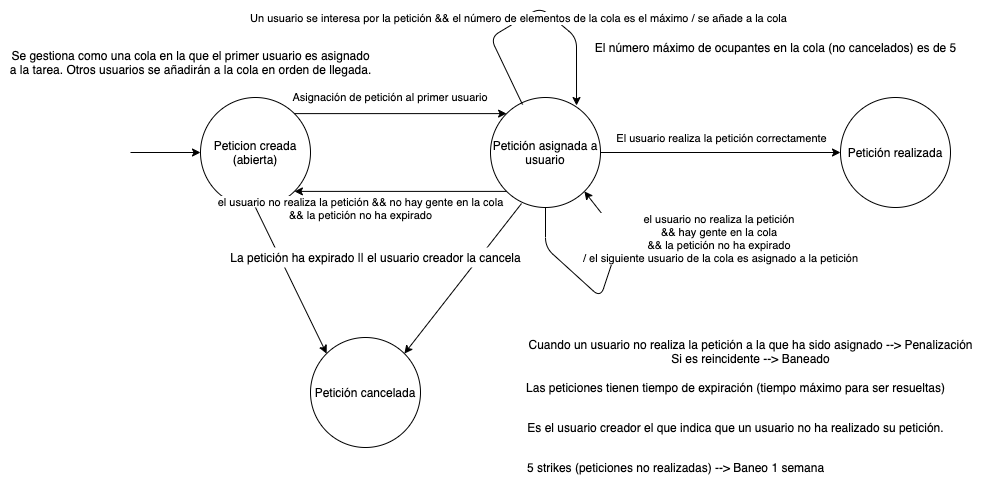 Un usuario se interesa por la petición && el número de elementos de la cola es el máximo / se añade a la cola
El número máximo de ocupantes en la cola (no cancelados) es de 5
Se gestiona como una cola en la que el primer usuario es asignado
a la tarea. Otros usuarios se añadirán a la cola en orden de llegada.
Asignación de petición al primer usuario
Peticion creada
(abierta)
Petición asignada a
usuario
El usuario realiza la petición correctamente
Petición realizada
el usuario no realiza la petición && no hay gente en la cola
&& la petición no ha expirado
el usuario no realiza la petición
&& hay gente en la cola
&& la petición no ha expirado
/ el siguiente usuario de la cola es asignado a la petición
La petición ha expirado || el usuario creador la cancela
Petición cancelada
Cuando un usuario no realiza la petición a la que ha sido asignado --> Penalización
Si es reincidente --> Baneado
Las peticiones tienen tiempo de expiración (tiempo máximo para ser resueltas)
Es el usuario creador el que indica que un usuario no ha realizado su petición.
5 strikes (peticiones no realizadas) --> Baneo 1 semana